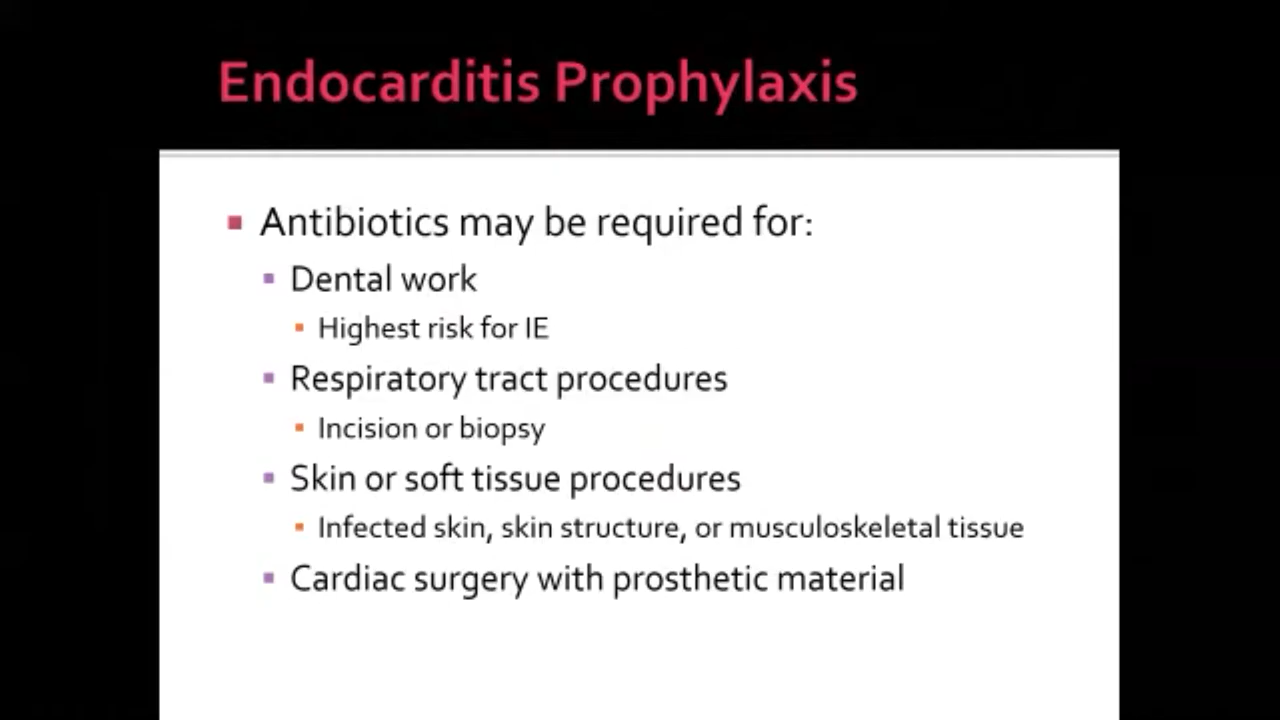 Endocarditis Prophylaxis
Antibiotics may be required for:
Dental work
Highest risk for IE
Respiratory tract procedures
Incision or biopsy
Skin or soft tissue procedures
Infected skin, skin structure, or musculoskeletal tissue
Cardiac surgery with prosthetic material